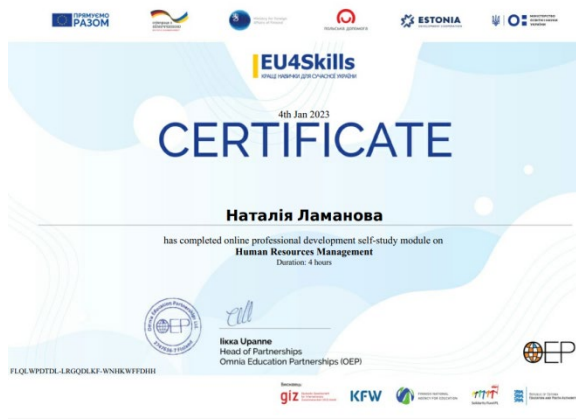 ПРЯМУЄМО
РАЗОМ
ESTONIA
EU4Skills
КРАЩІ НАВИЧКИ ДЛЯ СУЧАСНОЇ УКРАЇНИ
4th Jan 2023
CERTIFICATE
Наталія Ламанова
has completed online professional development self-study module on
Human Resources Management
Duration: 4 hours
Iikka Upanne
Head of Partnerships
Omnia Education Partnerships (OEP)
OEP
OEP
FLQLWPDTDL-LRGQDLKF-WNHKWFFDHH
giz
KFW